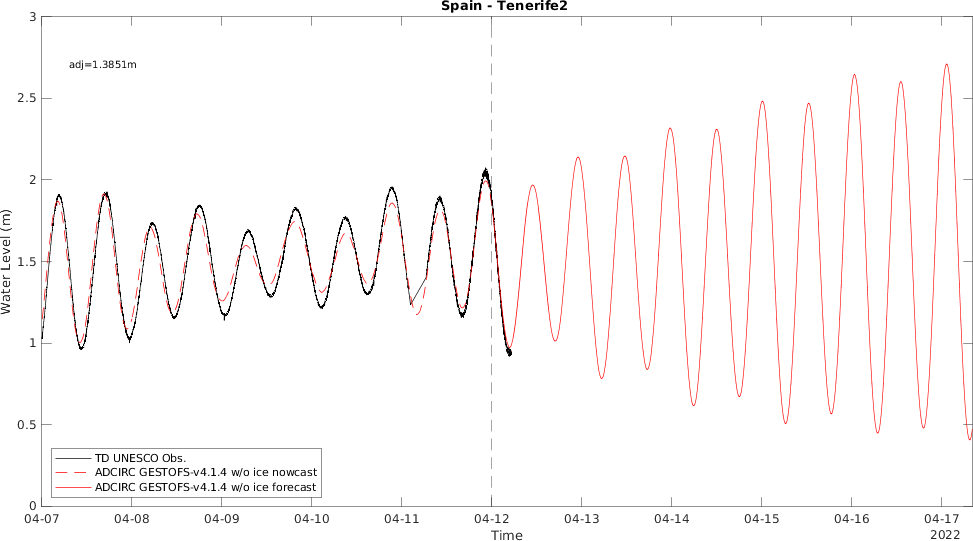 Spain - Tenerife2
3
2.5
2
1.5
1
0.5
0
Water Level (m)
adj=1.3851m
TD UNESCO Obs.
ADCIRC GESTOFS-v4.1.4 w/o ice nowcast
ADCIRC GESTOFS-v4.1.4 w/o ice forecast
04-07 04-08 04-09 04-10 04-11 04-12 04-13 04-14 04-15 04-16 04-17
Time
2022